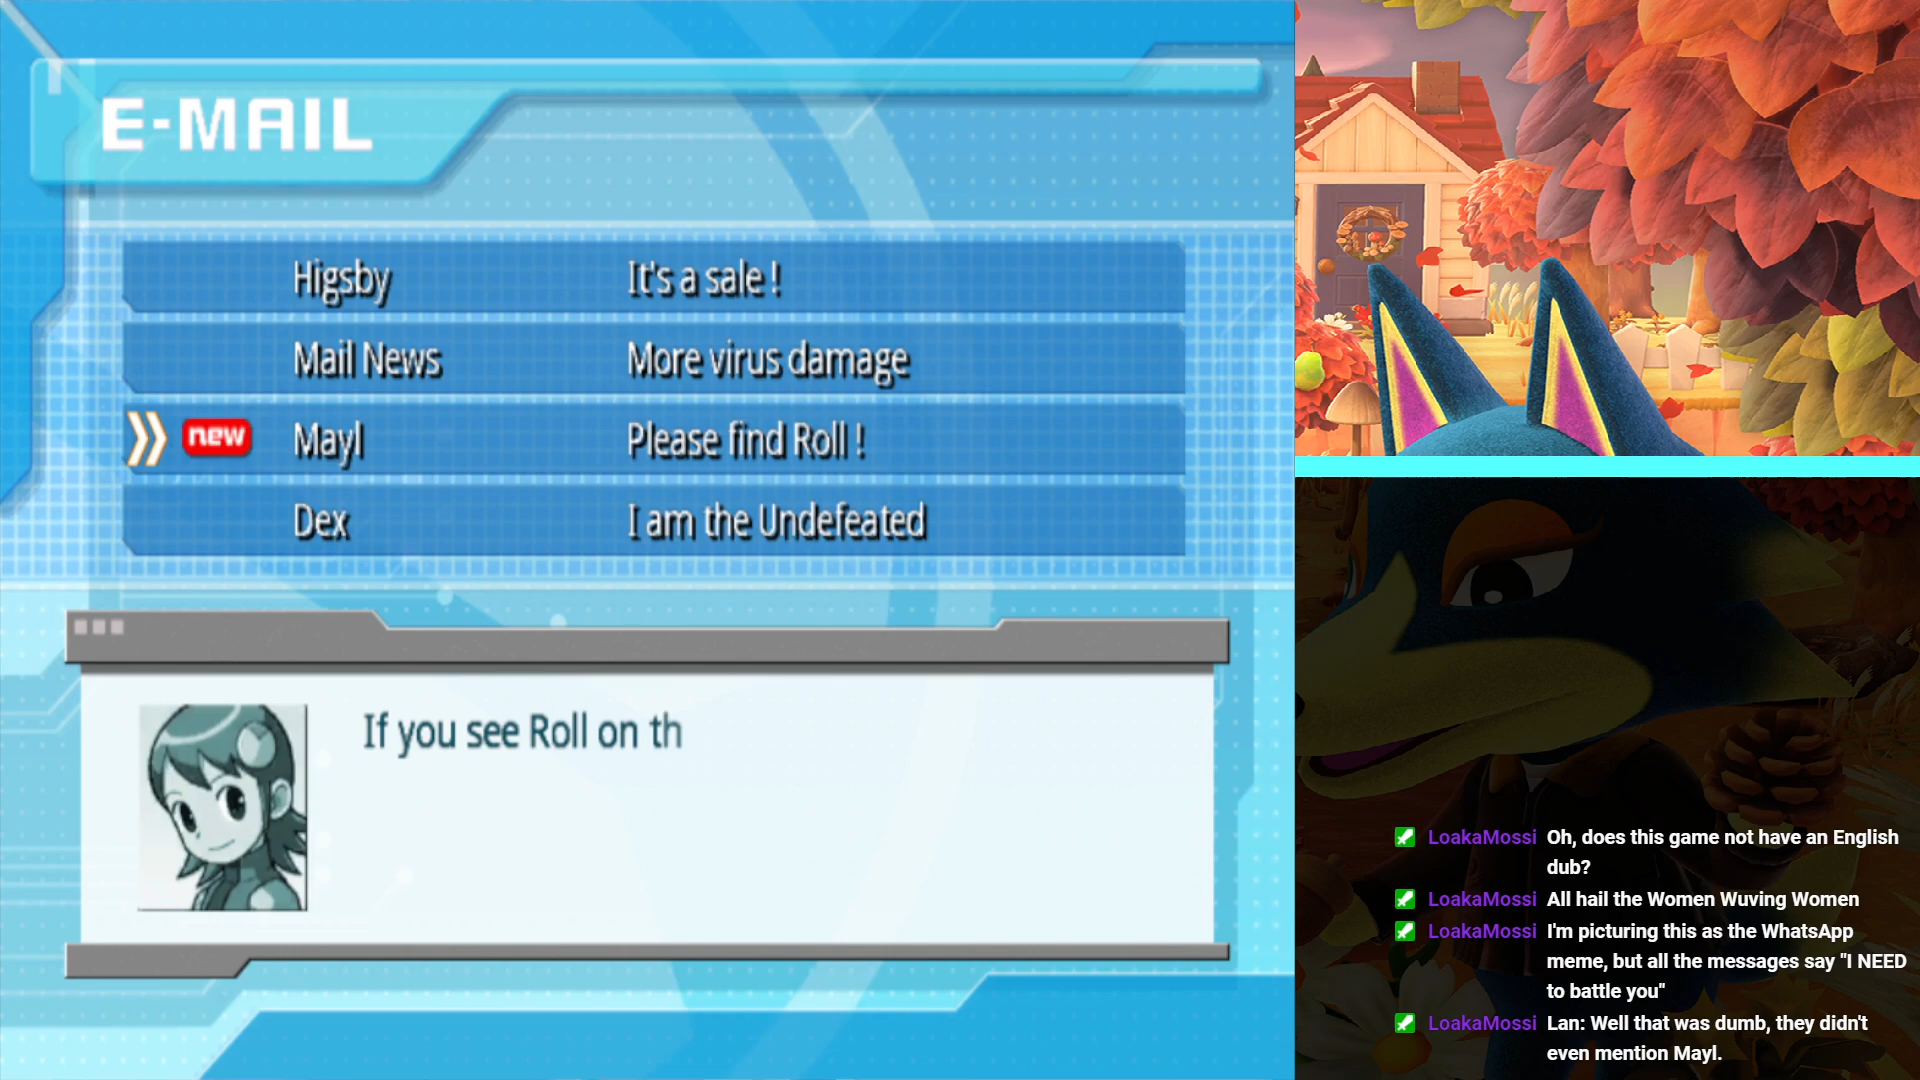 E-MAIL
Higsby It's a sale !
Mail News More virus damage
new Mayl Please find Roll !
Dex I am the Undefeated
If you see Roll on th
LoakaMossi Oh, does this game not have an English
dub?
LoakaMossi All hail the Women Wuving Women
LoakaMossi I'm picturing this as the WhatsApp
meme, but all the messages say "I NEED
to battle you"
LoakaMossi Lan: Well that was dumb, they didn't
even mention Mayl.